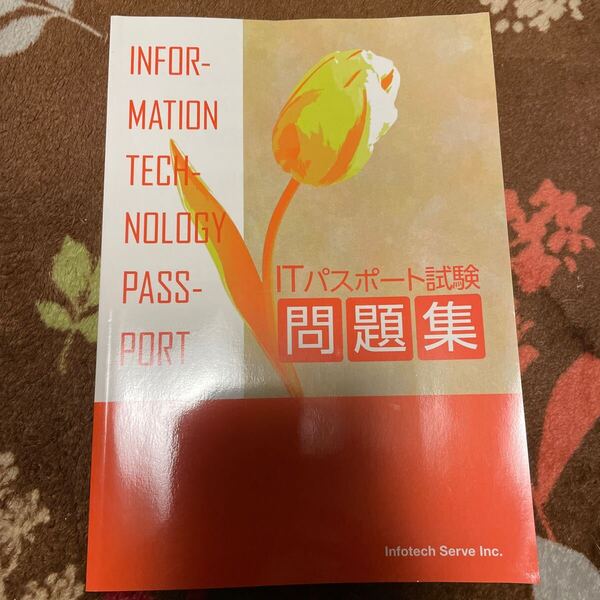 INFOR-
MATION
TECH-
NOLOGY
PASS-
PORT
ITパスポート試験
問題集
Infotech Serve Inc.